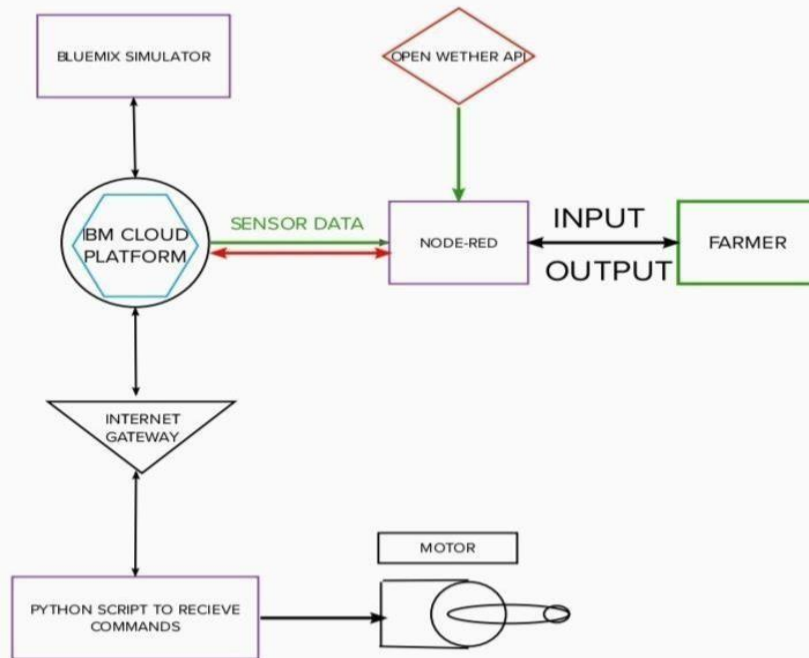 BLUEMIX SIMULATOR
OPEN WETHER API
IBM CLOUD
PLATFORM
SENSOR DATA
NODE-RED
INPUT
OUTPUT
FARMER
INTERNET
GATEWAY
MOTOR
PYTHON SCRIPT TO RECIEVE
COMMANDS